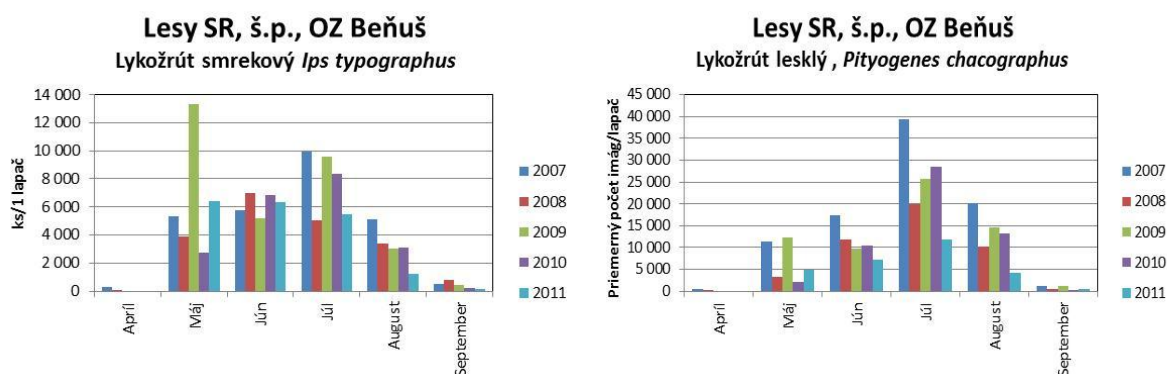 Lesy SR, š.p., OZ Beňuš
Lykožrút smrekový Ips typographus
ks/1 lapač
14 000
12 000
10 000
8 000
6 000
4 000
2 000
0
Apríl
Máj
Jún
Júl
August
September
2007
2008
2009
2010
2011
Lesy SR, š.p., OZ Beňuš
Lykožrút lesklý , Pityogenes chacographus
Priemerný počet imág/lapač
45 000
40 000
35 000
30 000
25 000
20 000
15 000
10 000
5 000
0
Apríl
Máj
Jún
Júl
August
September
2007
2008
2009
2010
2011